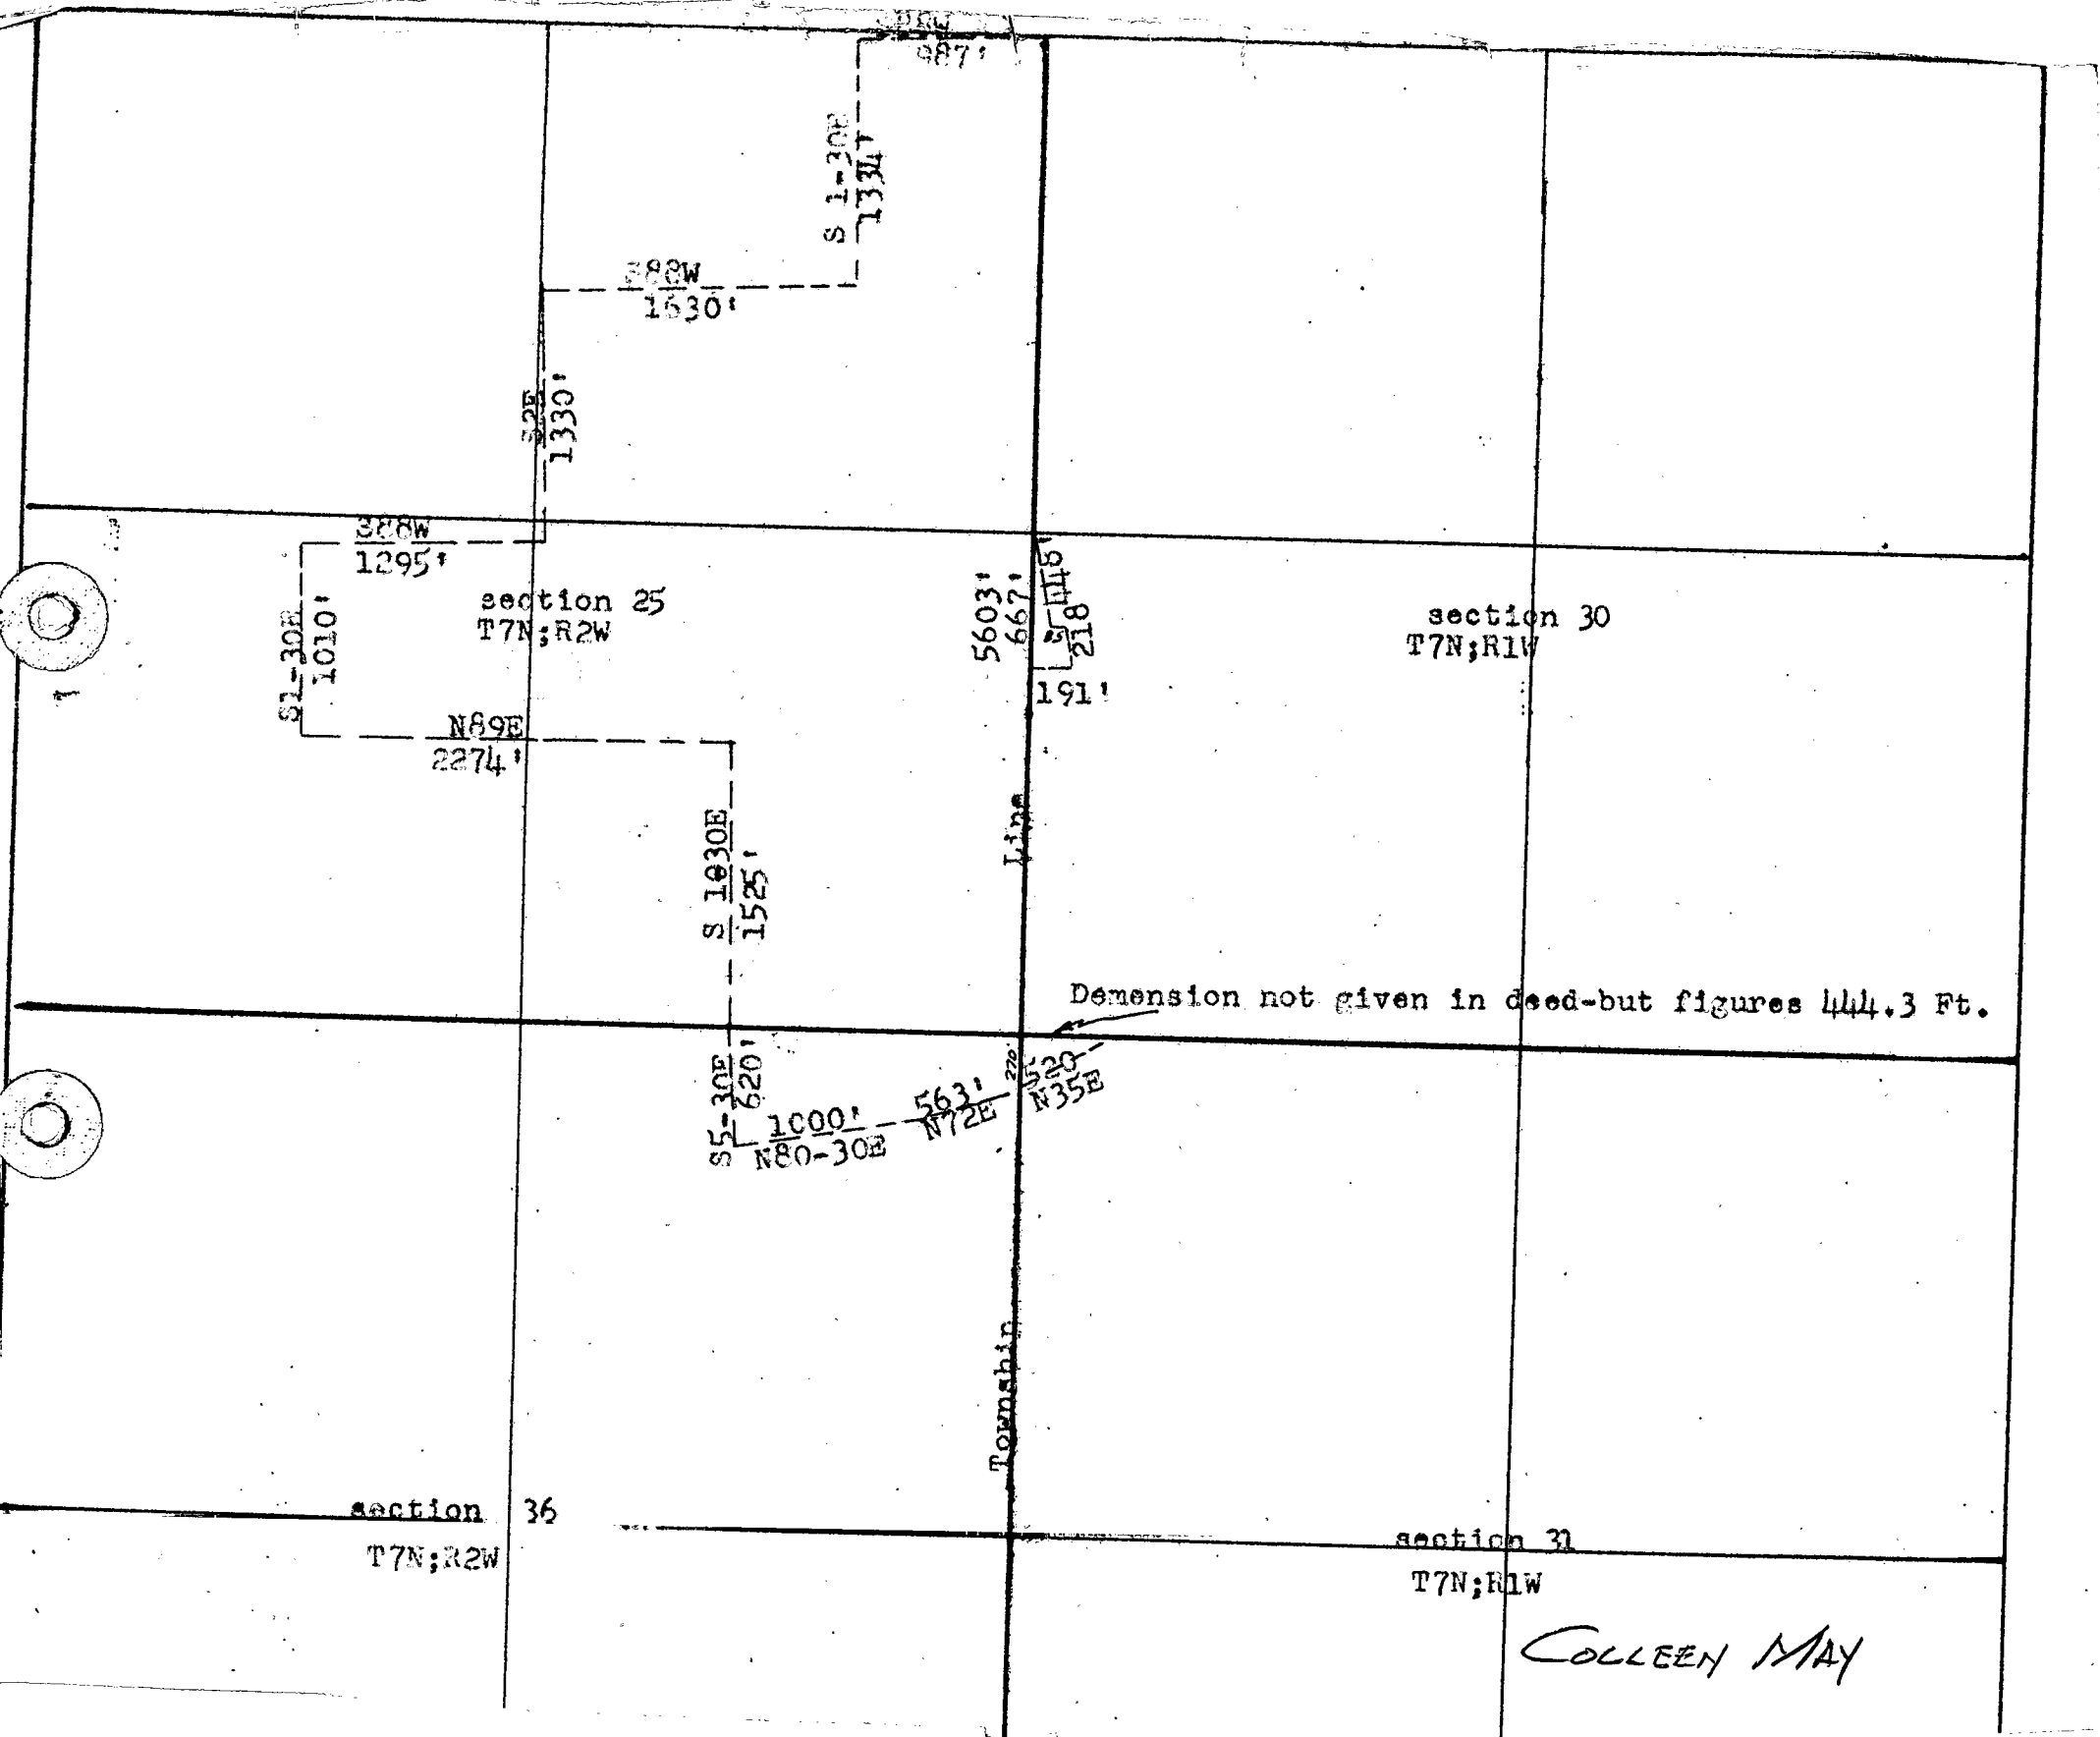 987'
S 1-30E
1334'
S88W
1630'
S2E
1330'
S88W
1295'
section 25
T7N;R2W
S1-30E
1010'
N89E
2274'
5603'
6671'
S
218
191'
section 30
T7N;R1W
S 1030E
1525'
Line
Demension not given in deed-but figures 444.3 Ft.
S5-30E
620'
1000'
N80-30E
563'
N72E
270'
520
N35E
Township
section 36
T7N;R2W
section 31
T7N;R1W
COLLEEN MAY